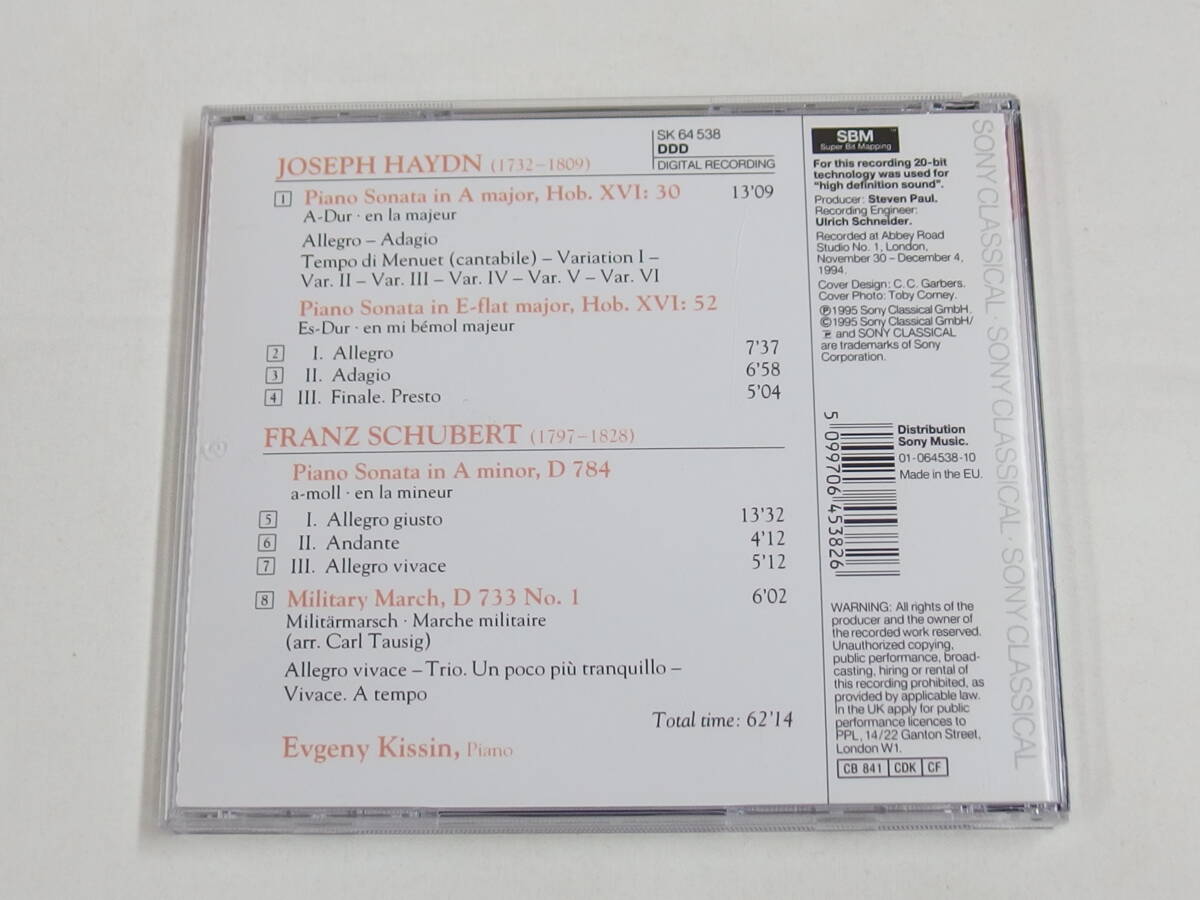 SK 64 538
DDD
DIGITAL RECORDING
JOSEPH HAYDN (1732–1809)
1 Piano Sonata in A major, Hob. XVI: 30 13'09
A-Dur · en la majeur
Allegro – Adagio
Tempo di Menuet (cantabile) – Variation I –
Var. II – Var. III – Var. IV – Var. V – Var. VI
Piano Sonata in E-flat major, Hob. XVI: 52
Es-Dur · en mi bémol majeur
2 I. Allegro 7'37
3 II. Adagio 6'58
4 III. Finale. Presto 5'04
FRANZ SCHUBERT (1797–1828)
Piano Sonata in A minor, D 784
a-moll · en la mineur
5 I. Allegro giusto 13'32
6 II. Andante 4'12
7 III. Allegro vivace 5'12
8 Military March, D 733 No. 1 6'02
Militärmarsch · Marche militaire
(arr. Carl Tausig)
Allegro vivace – Trio. Un poco più tranquillo –
Vivace. A tempo
Total time: 62'14
Evgeny Kissin, Piano
SBM™
Super Bit Mapping
For this recording 20-bit
technology was used for
"high definition sound".
Producer: Steven Paul.
Recording Engineer:
Ulrich Schneider.
Recorded at Abbey Road
Studio No. 1, London,
November 30 – December 4,
1994.
Cover Design: C. C. Garbers.
Cover Photo: Toby Corney.
℗1995 Sony Classical GmbH.
©1995 Sony Classical GmbH/
and SONY CLASSICAL
are trademarks of Sony
Corporation.
5 099706 453826
Distribution
Sony Music.
01-064538-10
Made in the EU.
WARNING: All rights of the
producer and the owner of
the recorded work reserved.
Unauthorized copying,
public performance, broad-
casting, hiring or rental of
this recording prohibited, as
provided by applicable law.
In the UK apply for public
performance licences to
PPL, 14/22 Ganton Street,
London W1.
CB 841 CDK CF
SONY CLASSICAL · SONY CLASSICAL · SONY CLASSICAL